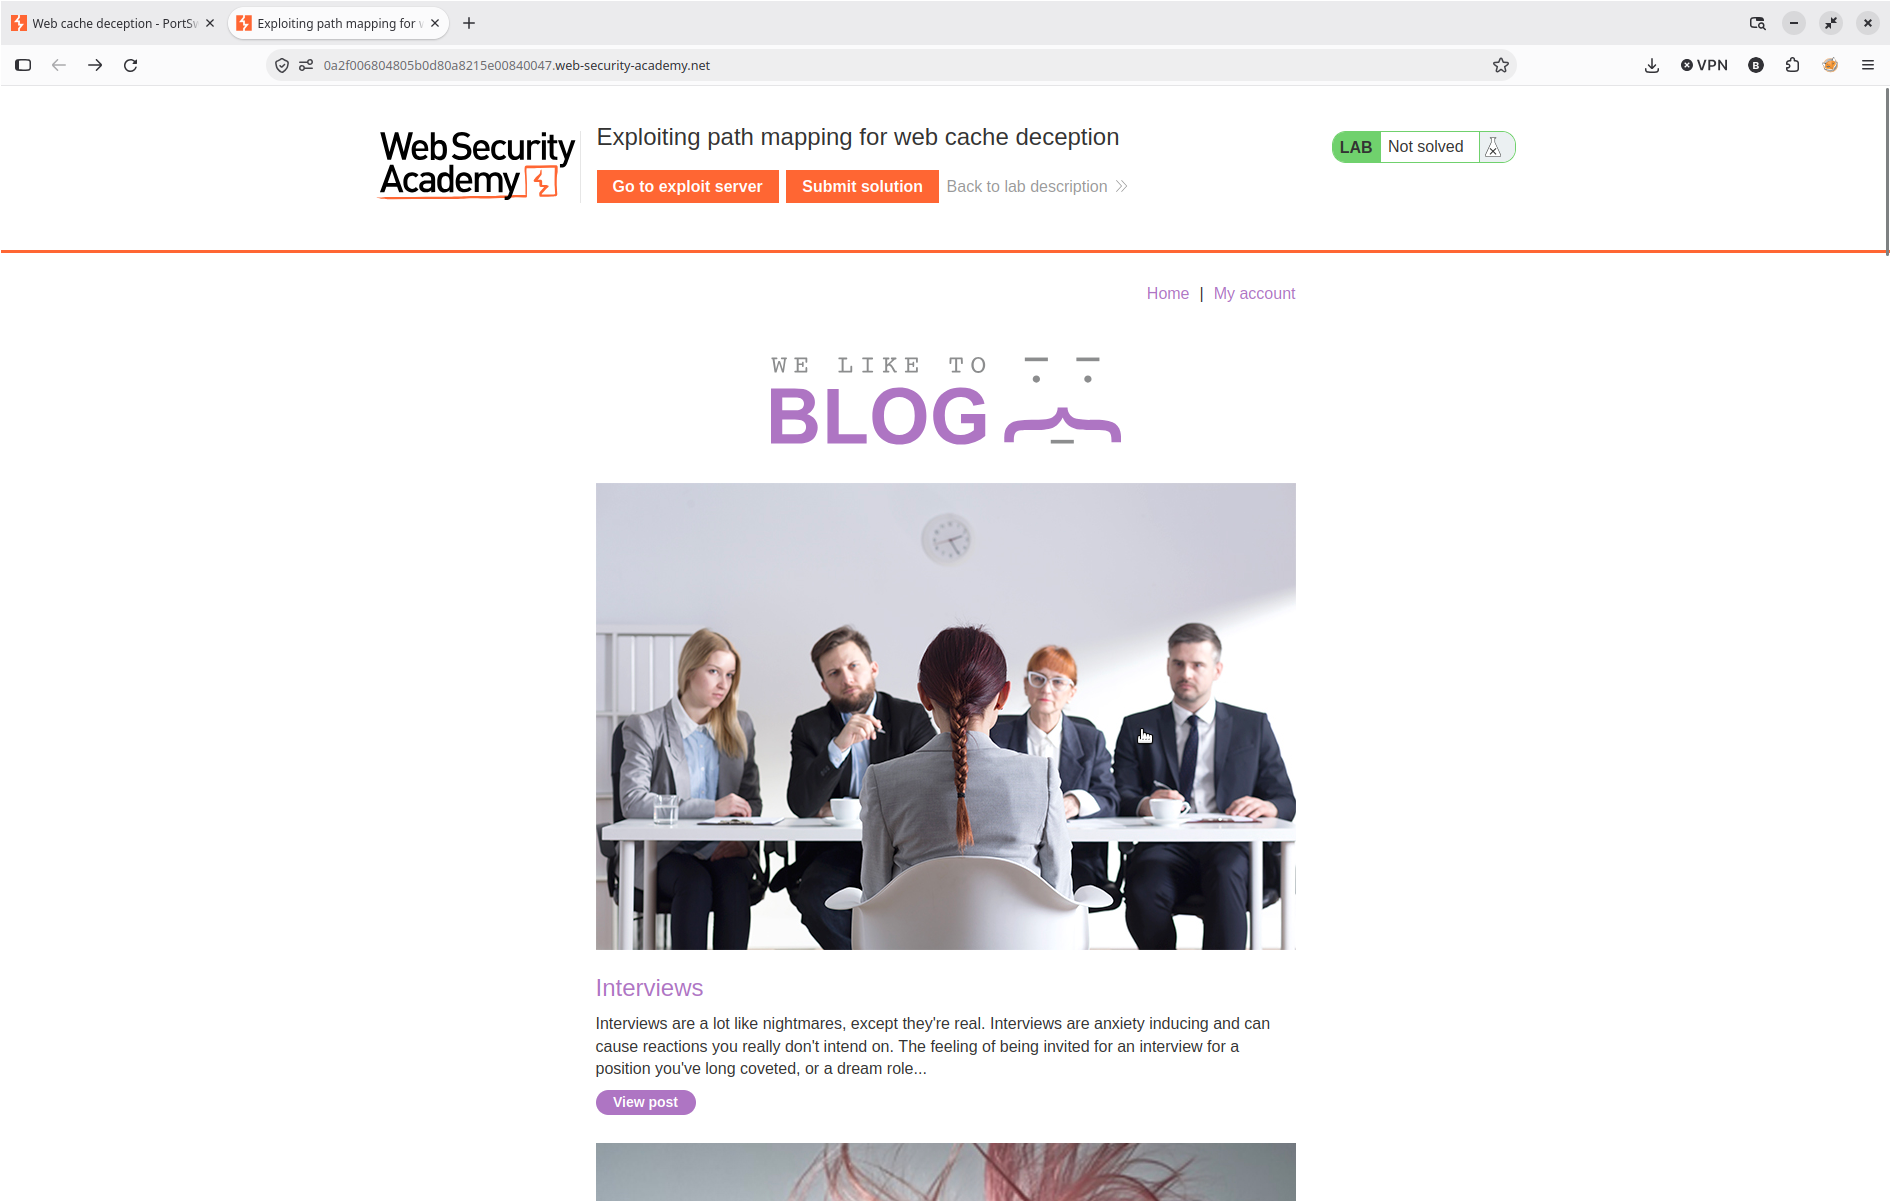 Web cache deception - PortSw
Exploiting path mapping for w
0a2f006804805b0d80a8215e00840047.web-security-academy.net
VPN
B
Web Security
Academy
Exploiting path mapping for web cache deception
Go to exploit server
Submit solution
Back to lab description
LAB
Not solved
Home | My account
WE LIKE TO
BLOG
Interviews
Interviews are a lot like nightmares, except they're real. Interviews are anxiety inducing and can
cause reactions you really don't intend on. The feeling of being invited for an interview for a
position you've long coveted, or a dream role...
View post